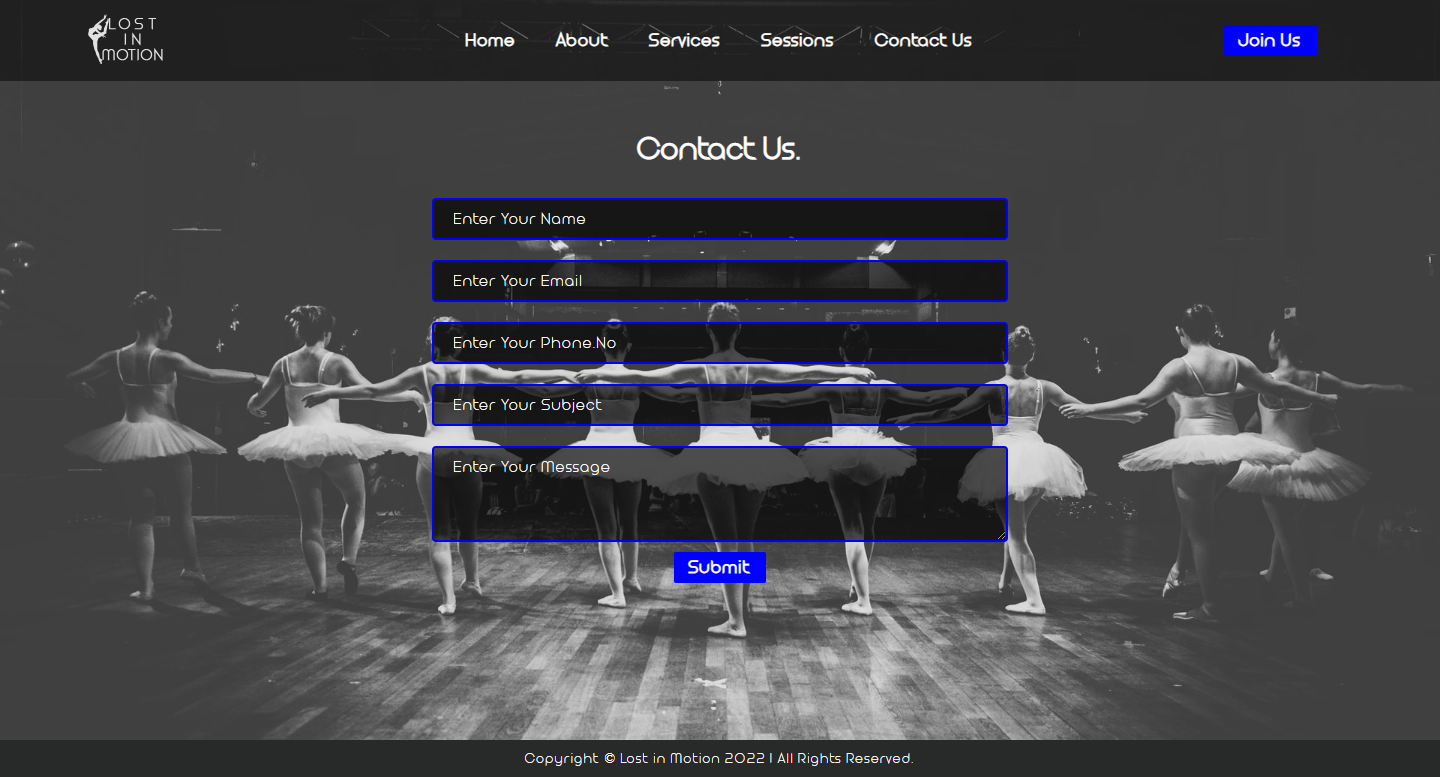 LOST
IN
MOTION
Home About Services Sessions Contact Us
Join Us
Contact Us.
Enter Your Name
Enter Your Email
Enter Your Phone.No
Enter Your Subject
Enter Your Message
Submit
Copyright © Lost in Motion 2022 | All Rights Reserved.